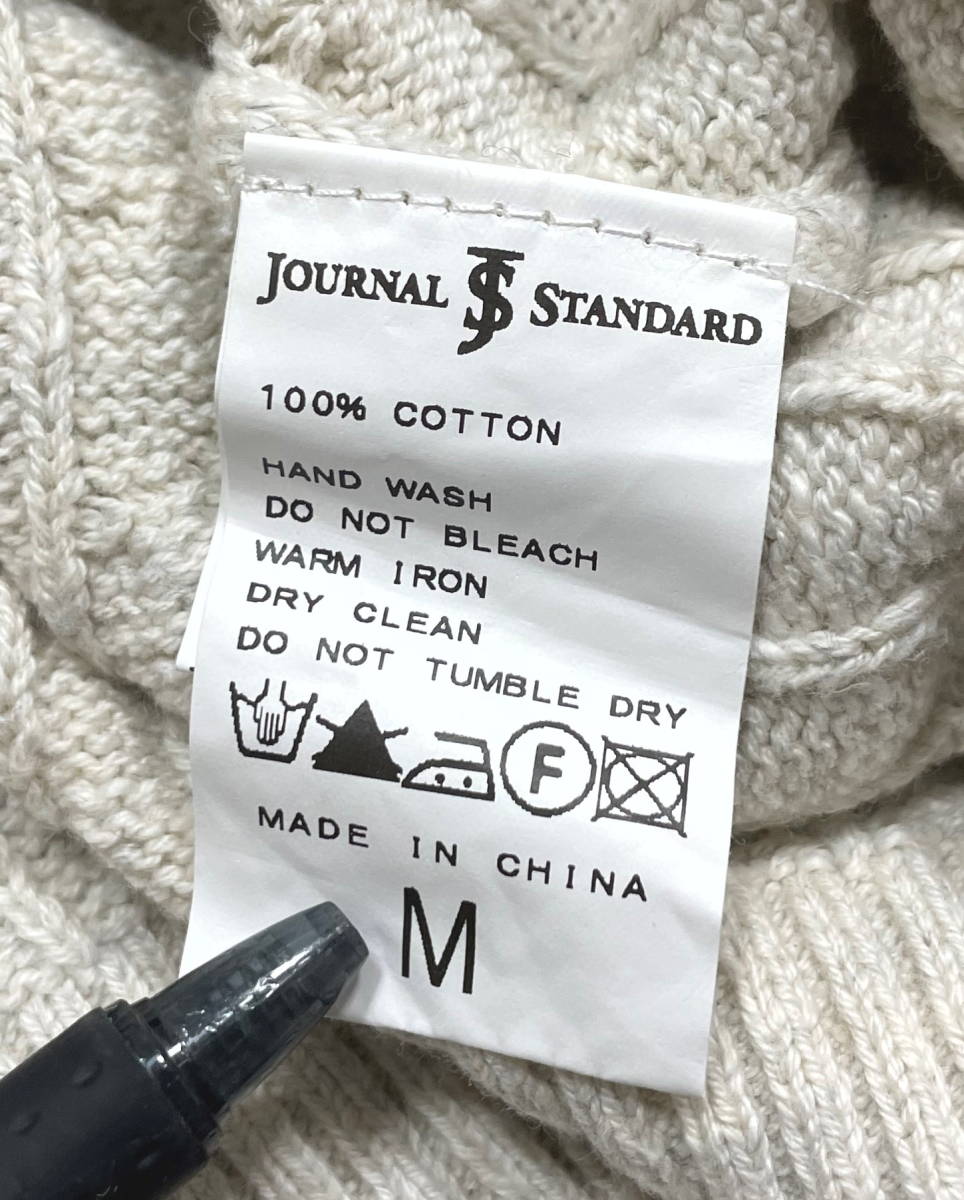 JOURNAL JS STANDARD
100% COTTON
HAND WASH
DO NOT BLEACH
WARM IRON
DRY CLEAN
DO NOT TUMBLE DRY
F
MADE IN CHINA
M